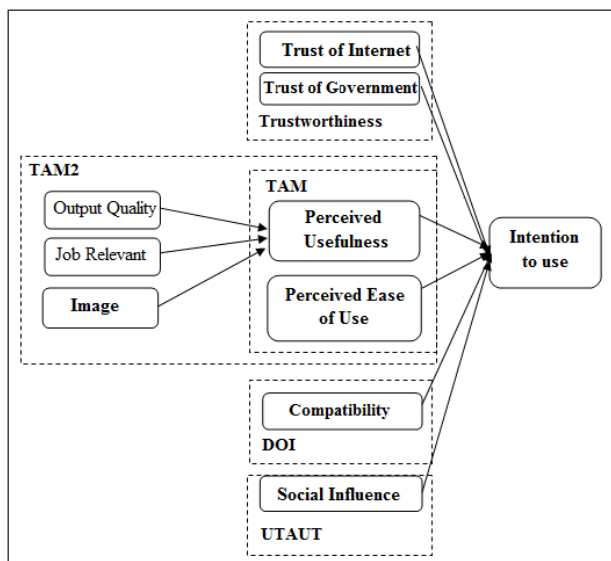 Trust of Internet
Trust of Government
Trustworthiness
TAM2
TAM
Output Quality
Job Relevant
Image
Perceived
Usefulness
Perceived Ease
of Use
Intention
to use
Compatibility
DOI
Social Influence
UTAUT